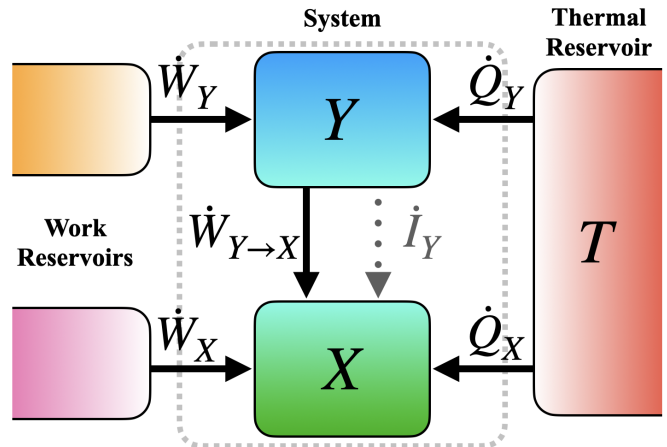 System
Thermal
Reservoir
Ẇ_Y
Y
Q̇_Y
Work
Reservoirs
Ẇ_{Y→X}
İ_Y
T
Ẇ_X
X
Q̇_X